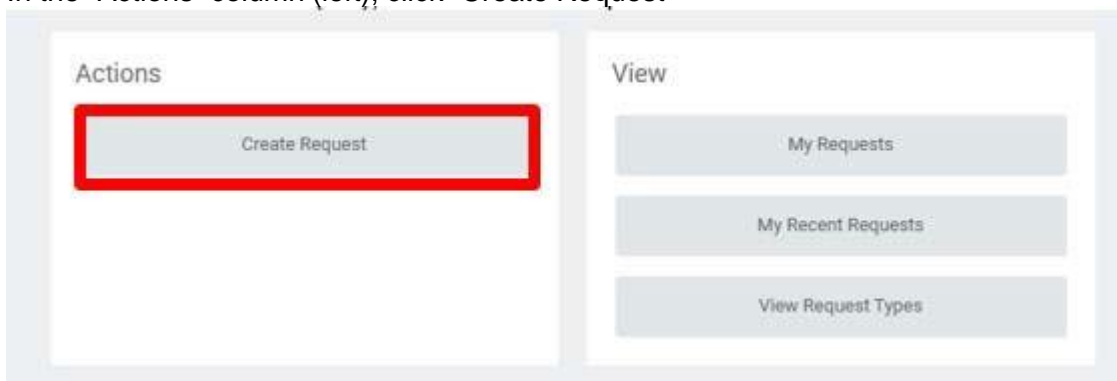 In the "Actions" column (left), click "Create Request"
Actions
View
Create Request
My Requests
My Recent Requests
View Request Types